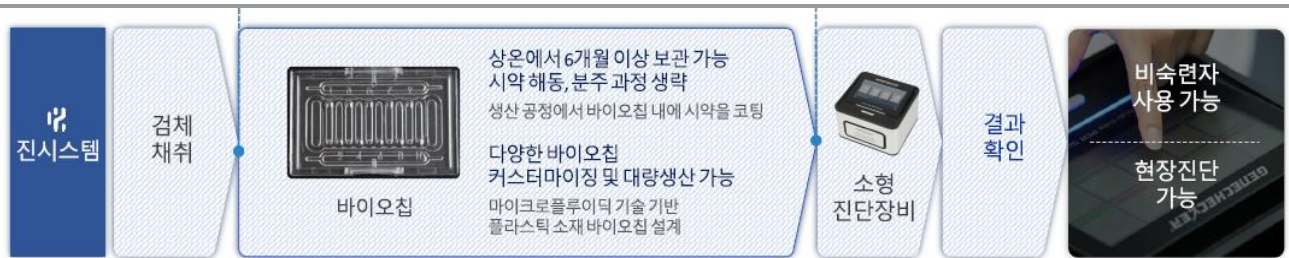 진시스템
검체
채취
바이오칩
상온에서 6개월 이상 보관 가능
시약 해동, 분주 과정 생략
생산 공정에서 바이오칩 내에 시약을 코팅
다양한 바이오칩
커스터마이징 및 대량생산 가능
마이크로플루이딕 기술 기반
플라스틱 소재 바이오칩 설계
소형
진단장비
결과
확인
비숙련자
사용 가능
현장진단
가능
GENECHECKER